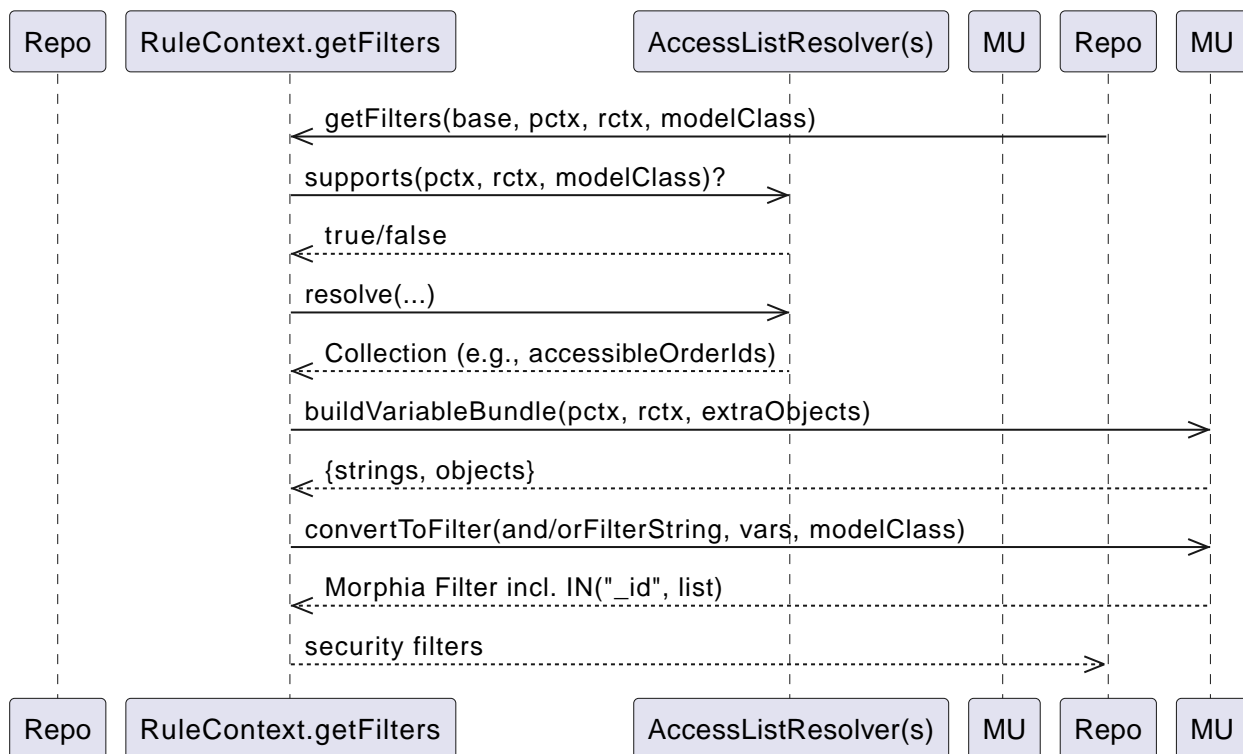 Repo
RuleContext.getFilters
AccessListResolver(s)
MU
Repo
MU
getFilters(base, pctx, rctx, modelClass)
supports(pctx, rctx, modelClass)?
true/false
resolve(...)
Collection (e.g., accessibleOrderIds)
buildVariableBundle(pctx, rctx, extraObjects)
{strings, objects}
convertToFilter(and/orFilterString, vars, modelClass)
Morphia Filter incl. IN("_id", list)
security filters
Repo
RuleContext.getFilters
AccessListResolver(s)
MU
Repo
MU